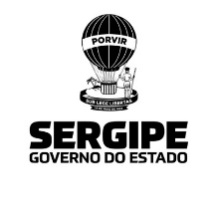 PORVIR
SUB LEGE LIBERTAS
SERGIPE
GOVERNO DO ESTADO